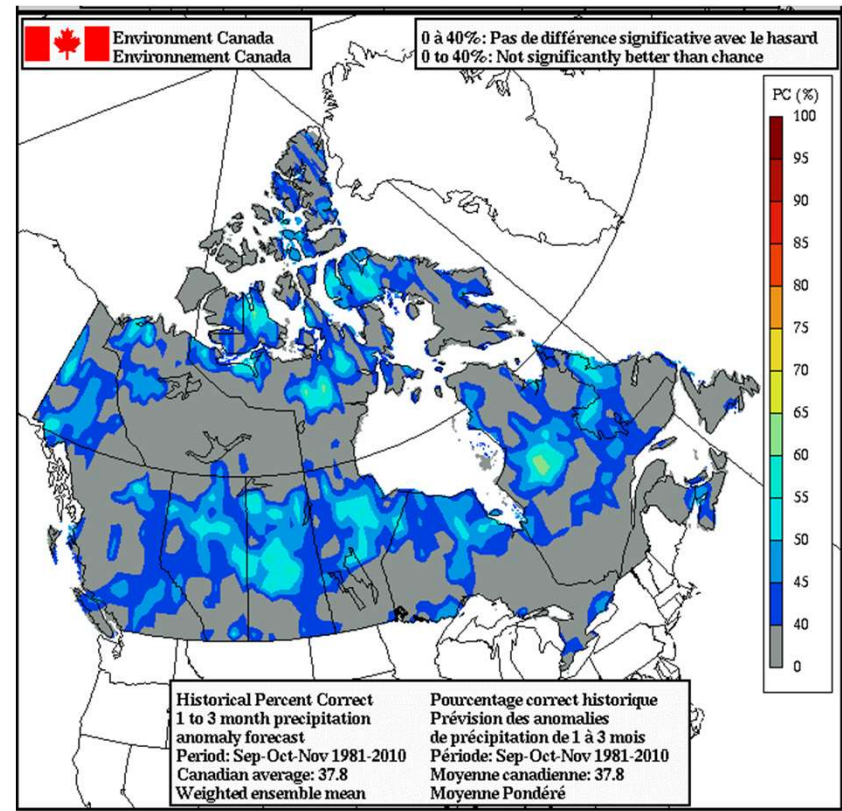 Environment Canada
Environnement Canada
0 à 40%: Pas de différence significative avec le hasard
0 to 40%: Not significantly better than chance
PC (%)
100
95
90
85
80
75
70
65
60
55
50
45
40
0
Historical Percent Correct
1 to 3 month precipitation
anomaly forecast
Period: Sep-Oct-Nov 1981-2010
Canadian average: 37.8
Weighted ensemble mean
Pourcentage correct historique
Prévision des anomalies
de précipitation de 1 à 3 mois
Période: Sep-Oct-Nov 1981-2010
Moyenne canadienne: 37.8
Moyenne Pondéré